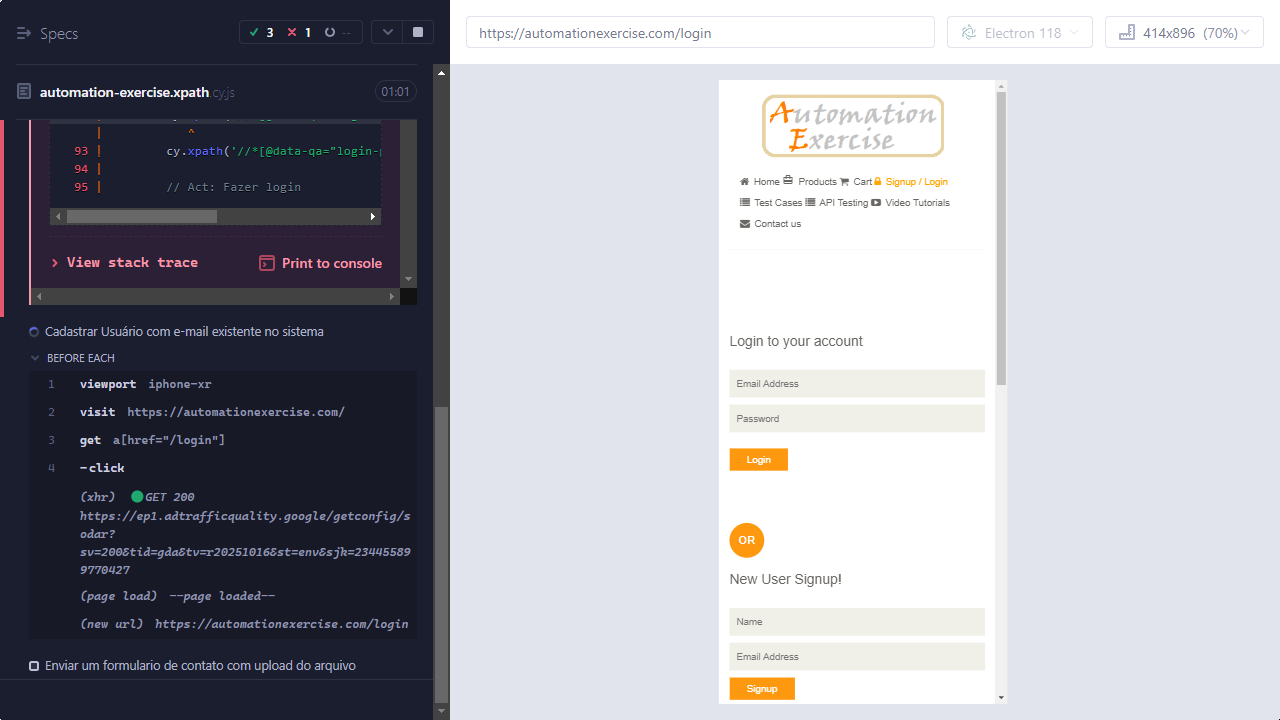 Specs
3 1 --
https://automationexercise.com/login
Electron 118
414x896 (70%)
automation-exercise.xpath.cy.js
01:01
| ^
93 | cy.xpath('//*[@data-qa="login-p
94 |
95 | // Act: Fazer login
View stack trace
Print to console
Cadastrar Usuário com e-mail existente no sistema
BEFORE EACH
1 viewport iphone-xr
2 visit https://automationexercise.com/
3 get a[href="/login"]
4 -click
(xhr) GET 200
https://ep1.adtrafficquality.google/getconfig/s
odar?
sv=200&tid=gda&tv=r20251016&st=env&sjk=23445589
9770427
(page load) --page loaded--
(new url) https://automationexercise.com/login
Enviar um formulario de contato com upload do arquivo
Automation
Exercise
Home Products Cart Signup / Login
Test Cases API Testing Video Tutorials
Contact us
Login to your account
Email Address
Password
Login
OR
New User Signup!
Name
Email Address
Signup